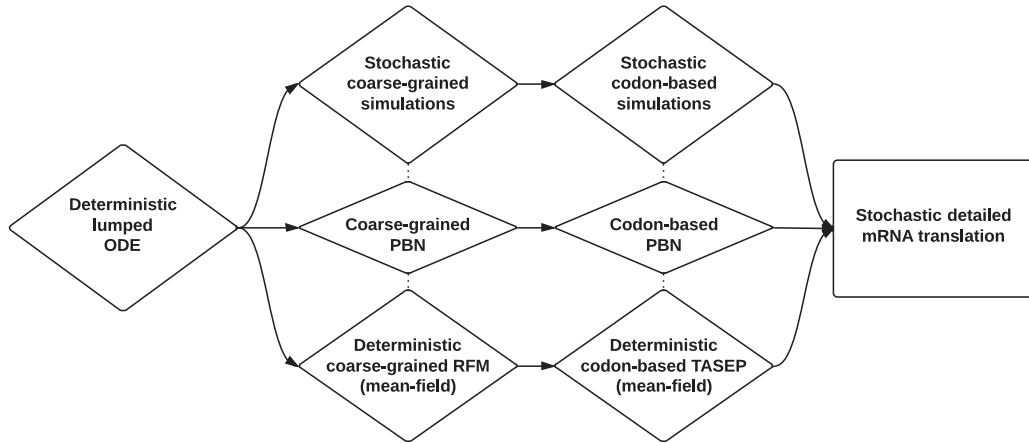 Deterministic
lumped
ODE
Stochastic
coarse-grained
simulations
Stochastic
codon-based
simulations
Coarse-grained
PBN
Codon-based
PBN
Deterministic
coarse-grained RFM
(mean-field)
Deterministic
codon-based TASEP
(mean-field)
Stochastic detailed
mRNA translation